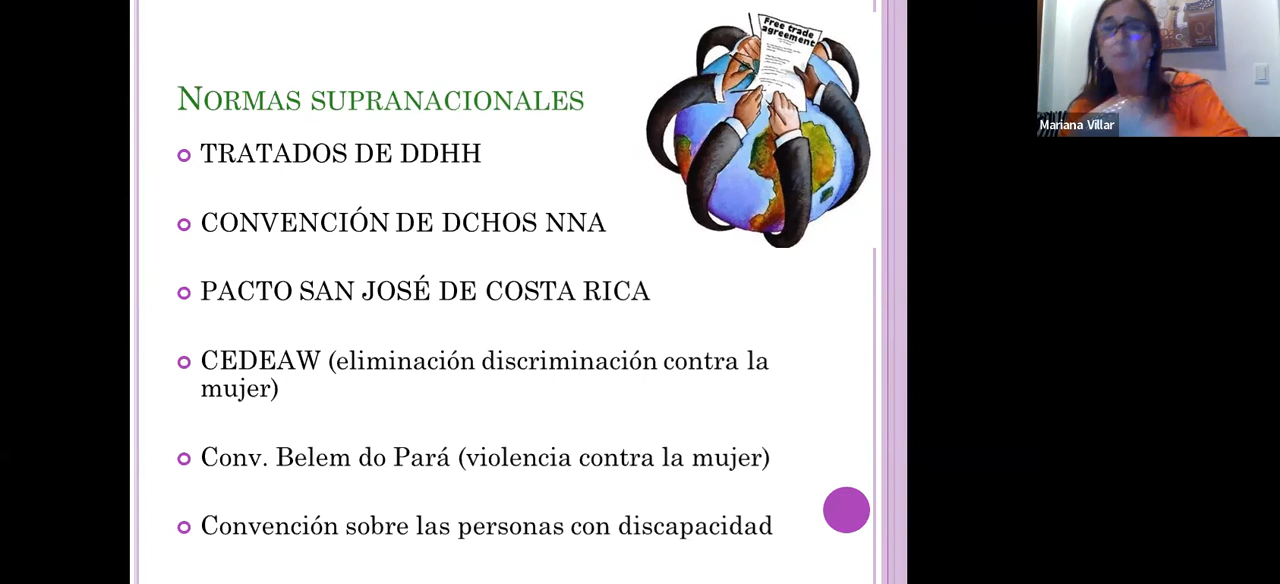 Free trade
agreement
NORMAS SUPRANACIONALES
TRATADOS DE DDHH
CONVENCIÓN DE DCHOS NNA
PACTO SAN JOSÉ DE COSTA RICA
CEDEAW (eliminación discriminación contra la
mujer)
Conv. Belem do Pará (violencia contra la mujer)
Convención sobre las personas con discapacidad
Mariana Villar